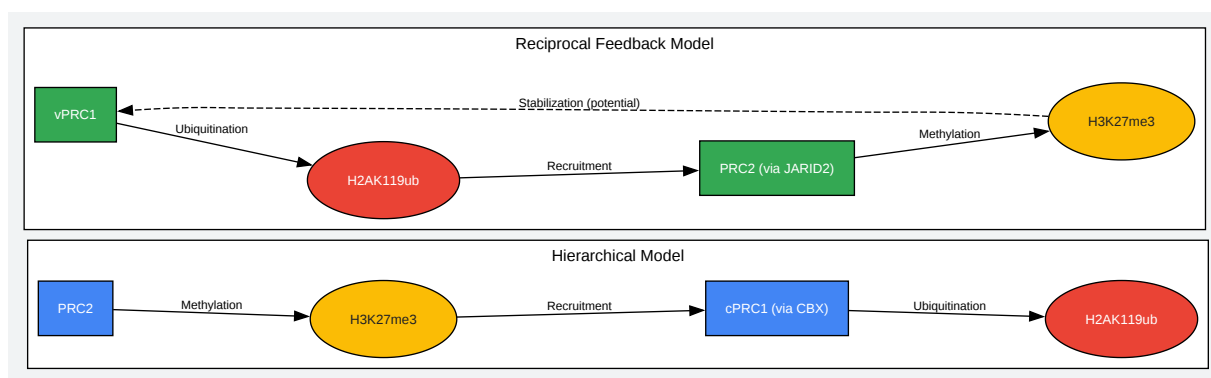 Reciprocal Feedback Model
vPRC1
Ubiquitination
H2AK119ub
Recruitment
PRC2 (via JARID2)
Methylation
H3K27me3
Stabilization (potential)
Hierarchical Model
PRC2
Methylation
H3K27me3
Recruitment
cPRC1 (via CBX)
Ubiquitination
H2AK119ub